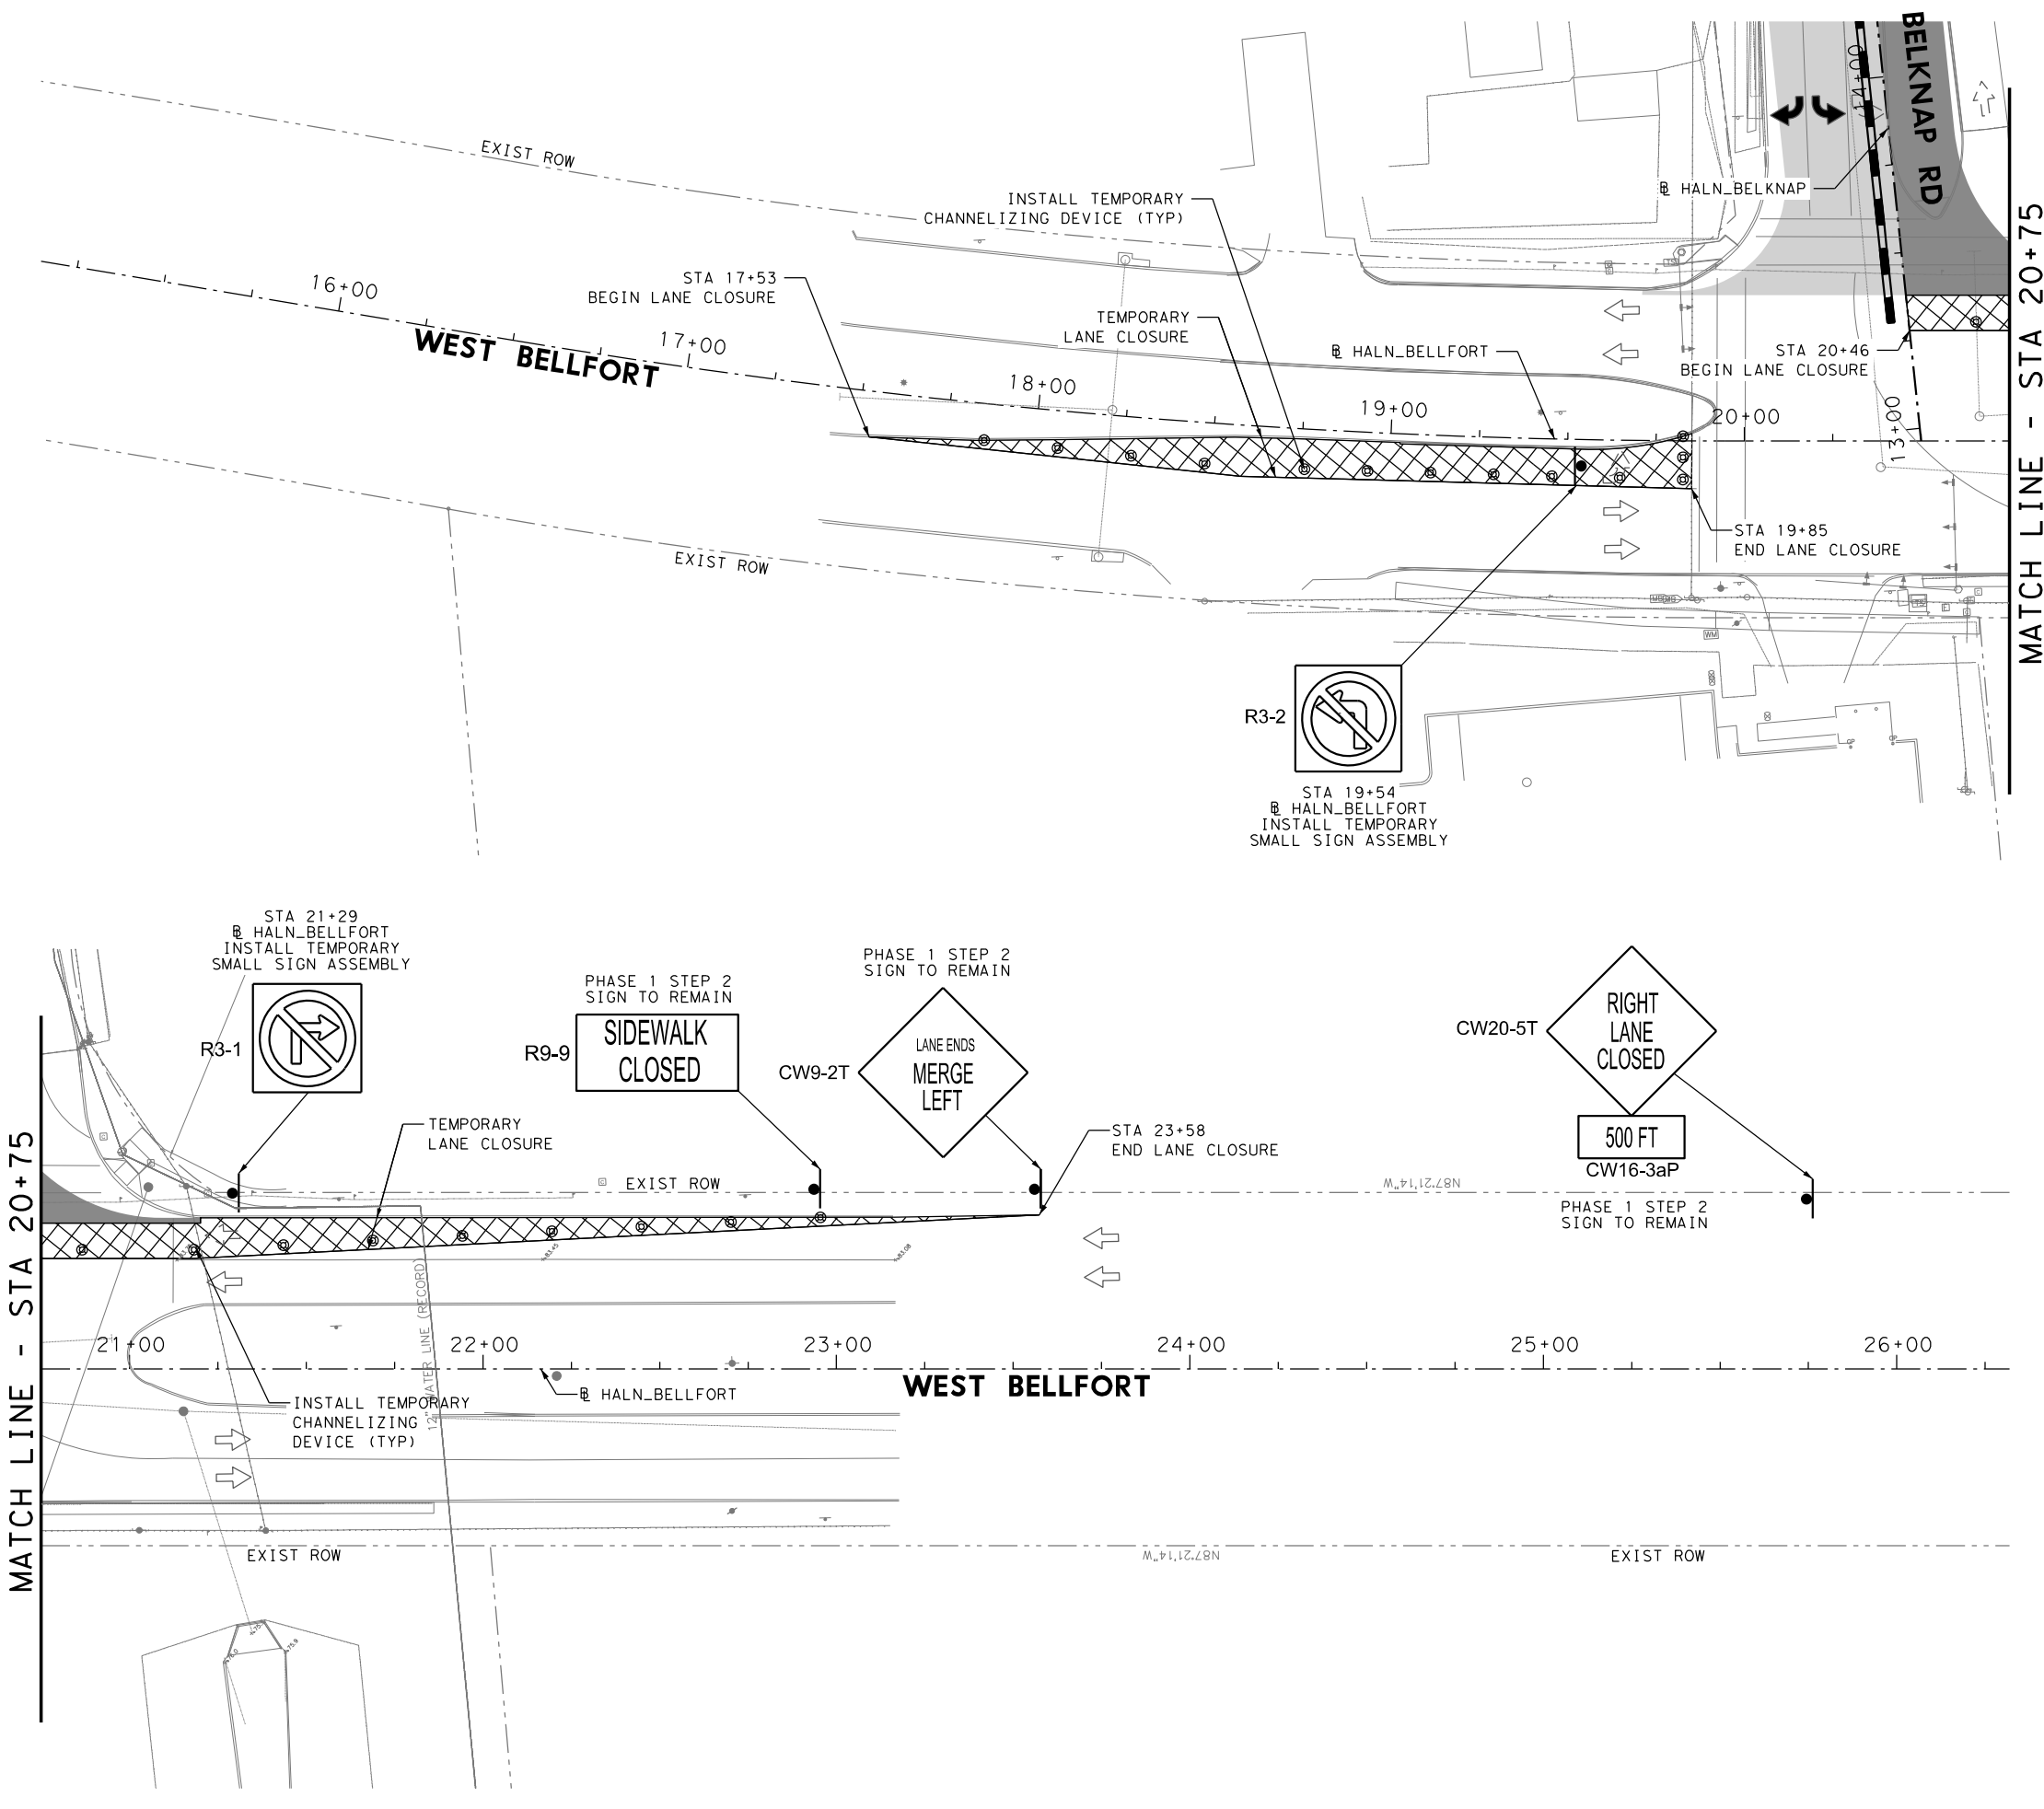 BELKNAP RD
14+00
EXIST ROW
INSTALL TEMPORARY
CHANNELIZING DEVICE (TYP)
HALN_BELKNAP
STA 17+53
BEGIN LANE CLOSURE
16+00
TEMPORARY
LANE CLOSURE
WEST BELLFORT
17+00
HALN_BELLFORT
STA 20+46
BEGIN LANE CLOSURE
18+00
19+00
20+00
13+00
MATCH LINE - STA 20+75
STA 19+85
END LANE CLOSURE
EXIST ROW
WM
R3-2
STA 19+54
HALN_BELLFORT
INSTALL TEMPORARY
SMALL SIGN ASSEMBLY
STA 21+29
HALN_BELLFORT
INSTALL TEMPORARY
SMALL SIGN ASSEMBLY
R3-1
PHASE 1 STEP 2
SIGN TO REMAIN
R9-9
SIDEWALK
CLOSED
PHASE 1 STEP 2
SIGN TO REMAIN
CW9-2T
LANE ENDS
MERGE
LEFT
CW20-5T
RIGHT
LANE
CLOSED
500 FT
CW16-3aP
PHASE 1 STEP 2
SIGN TO REMAIN
TEMPORARY
LANE CLOSURE
STA 23+58
END LANE CLOSURE
EXIST ROW
N87°21'14"W
MATCH LINE - STA 20+75
12" WATER LINE (RECORD)
21+00
22+00
23+00
24+00
25+00
26+00
HALN_BELLFORT
WEST BELLFORT
INSTALL TEMPORARY
CHANNELIZING
DEVICE (TYP)
EXIST ROW
N87°21'14"W
EXIST ROW